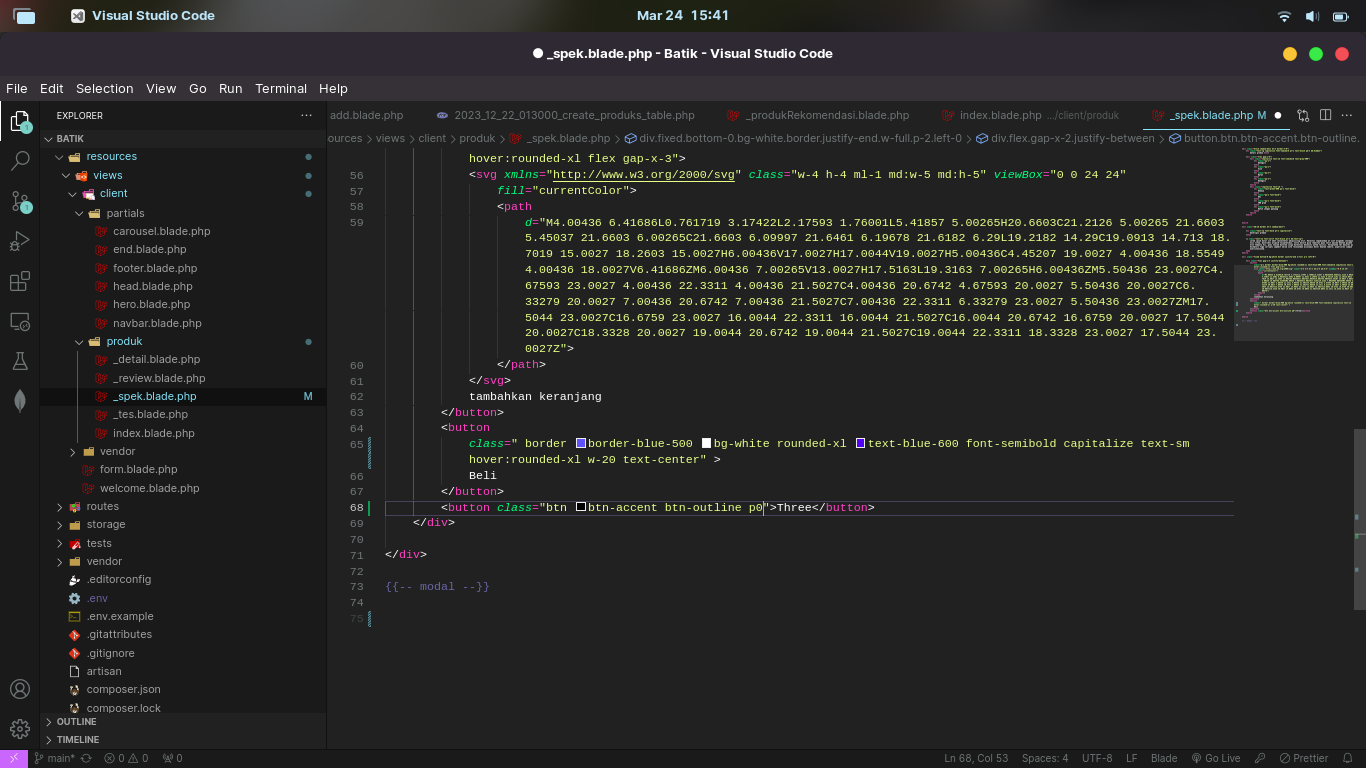 Visual Studio Code
Mar 24 15:41
_spek.blade.php - Batik - Visual Studio Code
File Edit Selection View Go Run Terminal Help
EXPLORER
BATIK
resources
views
client
partials
carousel.blade.php
end.blade.php
footer.blade.php
head.blade.php
hero.blade.php
navbar.blade.php
produk
_detail.blade.php
_review.blade.php
_spek.blade.php M
_tes.blade.php
index.blade.php
vendor
form.blade.php
welcome.blade.php
routes
storage
tests
vendor
.editorconfig
.env
.env.example
.gitattributes
.gitignore
artisan
composer.json
composer.lock
OUTLINE
TIMELINE
add.blade.php 2023_12_22_013000_create_produks_table.php _produkRekomendasi.blade.php index.blade.php .../client/produk _spek.blade.php M
ources > views > client > produk > _spek.blade.php > div.fixed.bottom-0.bg-white.border.justify-end.w-full.p-2.left-0 > div.flex.gap-x-2.justify-between > button.btn.btn-accent.btn-outline.
hover:rounded-xl flex gap-x-3">
56 <svg xmlns="http://www.w3.org/2000/svg" class="w-4 h-4 ml-1 md:w-5 md:h-5" viewBox="0 0 24 24"
57 fill="currentColor">
58 <path
59 d="M4.00436 6.41686L0.761719 3.17422L2.17593 1.76001L5.41857 5.00265H20.6603C21.2126 5.00265 21.6603
5.45037 21.6603 6.00265C21.6603 6.09997 21.6461 6.19678 21.6182 6.29L19.2182 14.29C19.0913 14.713 18.
7019 15.0027 18.2603 15.0027H6.00436V17.0027H17.0044V19.0027H5.00436C4.45207 19.0027 4.00436 18.5549
4.00436 18.0027V6.41686ZM6.00436 7.00265V13.0027H17.5163L19.3163 7.00265H6.00436ZM5.50436 23.0027C4.
67593 23.0027 4.00436 22.3311 4.00436 21.5027C4.00436 20.6742 4.67593 20.0027 5.50436 20.0027C6.
33279 20.0027 7.00436 20.6742 7.00436 21.5027C7.00436 22.3311 6.33279 23.0027 5.50436 23.0027ZM17.
5044 23.0027C16.6759 23.0027 16.0044 22.3311 16.0044 21.5027C16.0044 20.6742 16.6759 20.0027 17.5044
20.0027C18.3328 20.0027 19.0044 20.6742 19.0044 21.5027C19.0044 22.3311 18.3328 23.0027 17.5044 23.
0027Z">
60 </path>
61 </svg>
62 tambahkan keranjang
63 </button>
64 <button
65 class=" border border-blue-500 bg-white rounded-xl text-blue-600 font-semibold capitalize text-sm
hover:rounded-xl w-20 text-center" >
66 Beli
67 </button>
68 <button class="btn btn-accent btn-outline p0">Three</button>
69 </div>
70
71 </div>
72
73 {{-- modal --}}
74
75
main* 0 0 0 Ln 68, Col 53 Spaces: 4 UTF-8 LF Blade Go Live Prettier